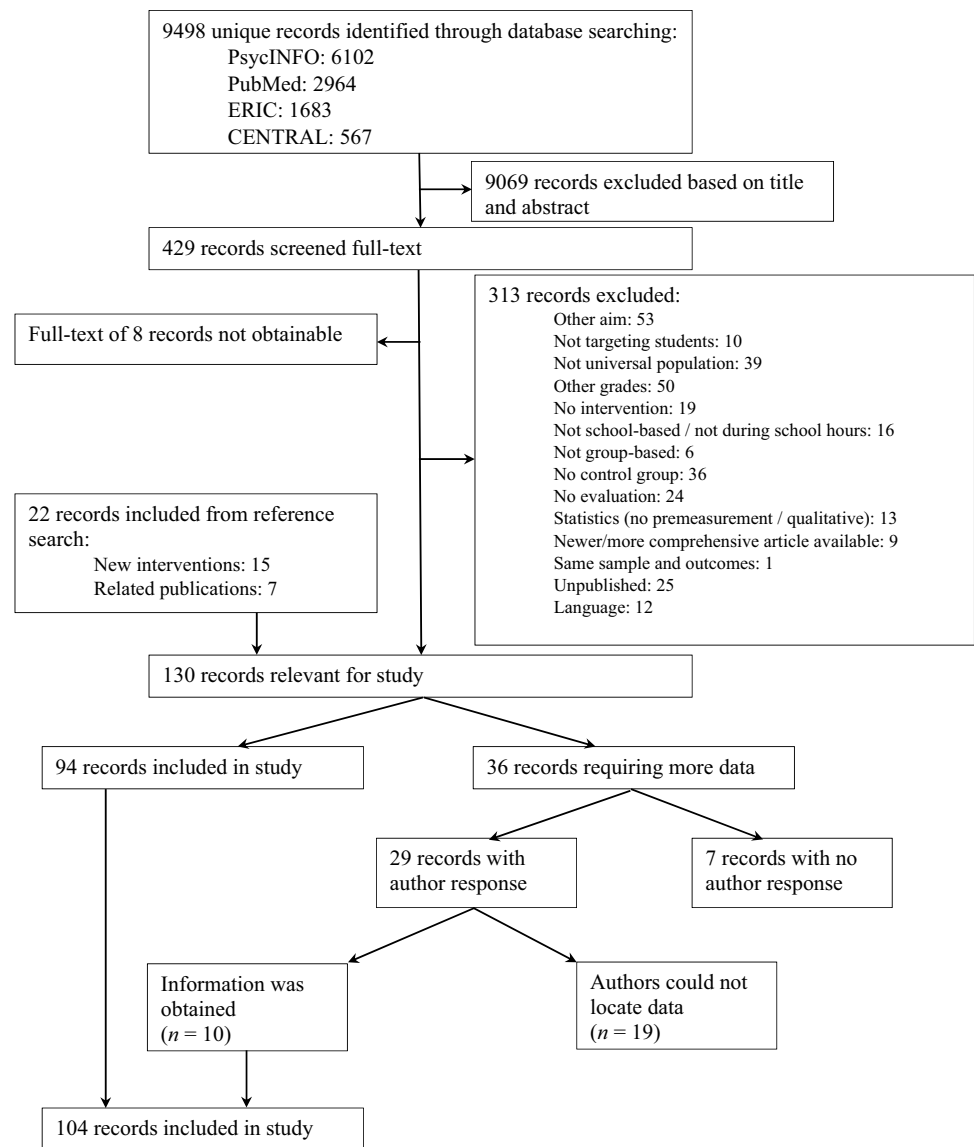 9498 unique records identified through database searching:
PsycINFO: 6102
PubMed: 2964
ERIC: 1683
CENTRAL: 567
9069 records excluded based on title
and abstract
429 records screened full-text
313 records excluded:
Other aim: 53
Not targeting students: 10
Not universal population: 39
Other grades: 50
No intervention: 19
Not school-based / not during school hours: 16
Not group-based: 6
No control group: 36
No evaluation: 24
Statistics (no premeasurement / qualitative): 13
Newer/more comprehensive article available: 9
Same sample and outcomes: 1
Unpublished: 25
Language: 12
Full-text of 8 records not obtainable
22 records included from reference
search:
New interventions: 15
Related publications: 7
130 records relevant for study
94 records included in study
36 records requiring more data
29 records with
author response
7 records with no
author response
Information was
obtained
(n = 10)
Authors could not
locate data
(n = 19)
104 records included in study